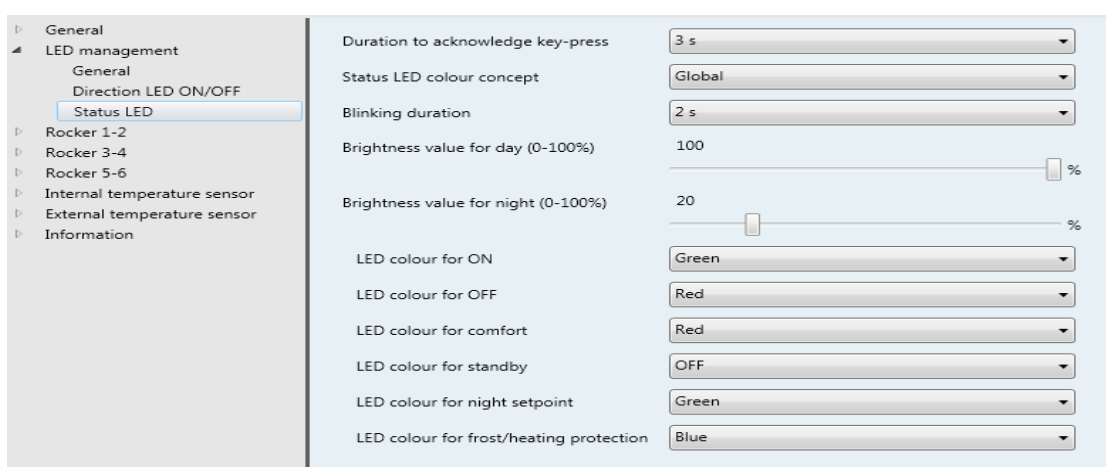 General
LED management
General
Direction LED ON/OFF
Status LED
Rocker 1-2
Rocker 3-4
Rocker 5-6
Internal temperature sensor
External temperature sensor
Information
Duration to acknowledge key-press 3 s
Status LED colour concept Global
Blinking duration 2 s
Brightness value for day (0-100%) 100
%
Brightness value for night (0-100%) 20
%
LED colour for ON Green
LED colour for OFF Red
LED colour for comfort Red
LED colour for standby OFF
LED colour for night setpoint Green
LED colour for frost/heating protection Blue